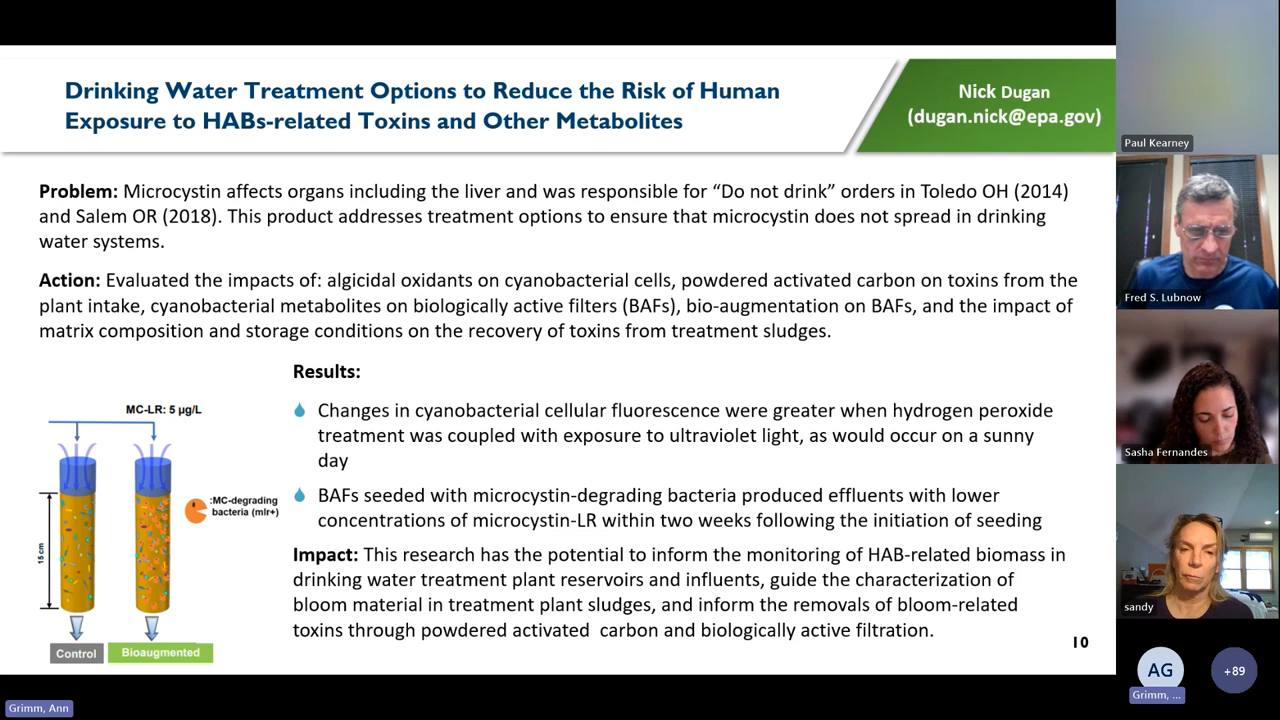 Drinking Water Treatment Options to Reduce the Risk of Human
Exposure to HABs-related Toxins and Other Metabolites
Nick Dugan
(dugan.nick@epa.gov)
Problem: Microcystin affects organs including the liver and was responsible for “Do not drink” orders in Toledo OH (2014)
and Salem OR (2018). This product addresses treatment options to ensure that microcystin does not spread in drinking
water systems.
Action: Evaluated the impacts of: algicidal oxidants on cyanobacterial cells, powdered activated carbon on toxins from the
plant intake, cyanobacterial metabolites on biologically active filters (BAFs), bio-augmentation on BAFs, and the impact of
matrix composition and storage conditions on the recovery of toxins from treatment sludges.
MC-LR: 5 µg/L
:MC-degrading
bacteria (mlr+)
15 cm
Control
Bioaugmented
Results:
Changes in cyanobacterial cellular fluorescence were greater when hydrogen peroxide
treatment was coupled with exposure to ultraviolet light, as would occur on a sunny
day
BAFs seeded with microcystin-degrading bacteria produced effluents with lower
concentrations of microcystin-LR within two weeks following the initiation of seeding
Impact: This research has the potential to inform the monitoring of HAB-related biomass in
drinking water treatment plant reservoirs and influents, guide the characterization of
bloom material in treatment plant sludges, and inform the removals of bloom-related
toxins through powdered activated  carbon and biologically active filtration.
10
Paul Kearney
Fred S. Lubnow
Sasha Fernandes
sandy
AG
Grimm, ...
+89
Grimm, Ann